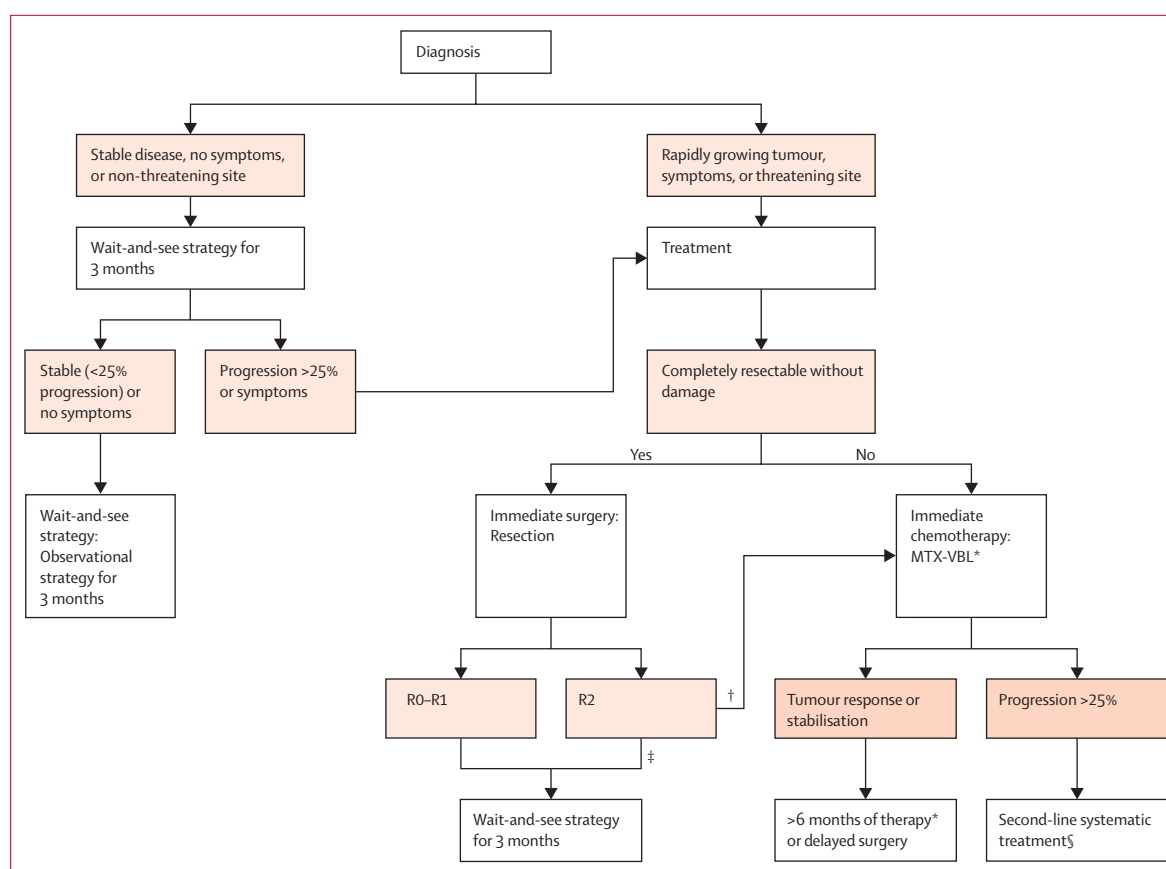 Diagnosis
Stable disease, no symptoms,
or non-threatening site
Rapidly growing tumour,
symptoms, or threatening site
Wait-and-see strategy for
3 months
Treatment
Stable (<25%
progression) or
no symptoms
Progression >25%
or symptoms
Completely resectable without
damage
Yes
No
Wait-and-see
strategy:
Observational
strategy for
3 months
Immediate surgery:
Resection
Immediate
chemotherapy:
MTX-VBL*
R0–R1
R2
†
Tumour response or
stabilisation
Progression >25%
‡
Wait-and-see strategy
for 3 months
>6 months of therapy*
or delayed surgery
Second-line systematic
treatment§